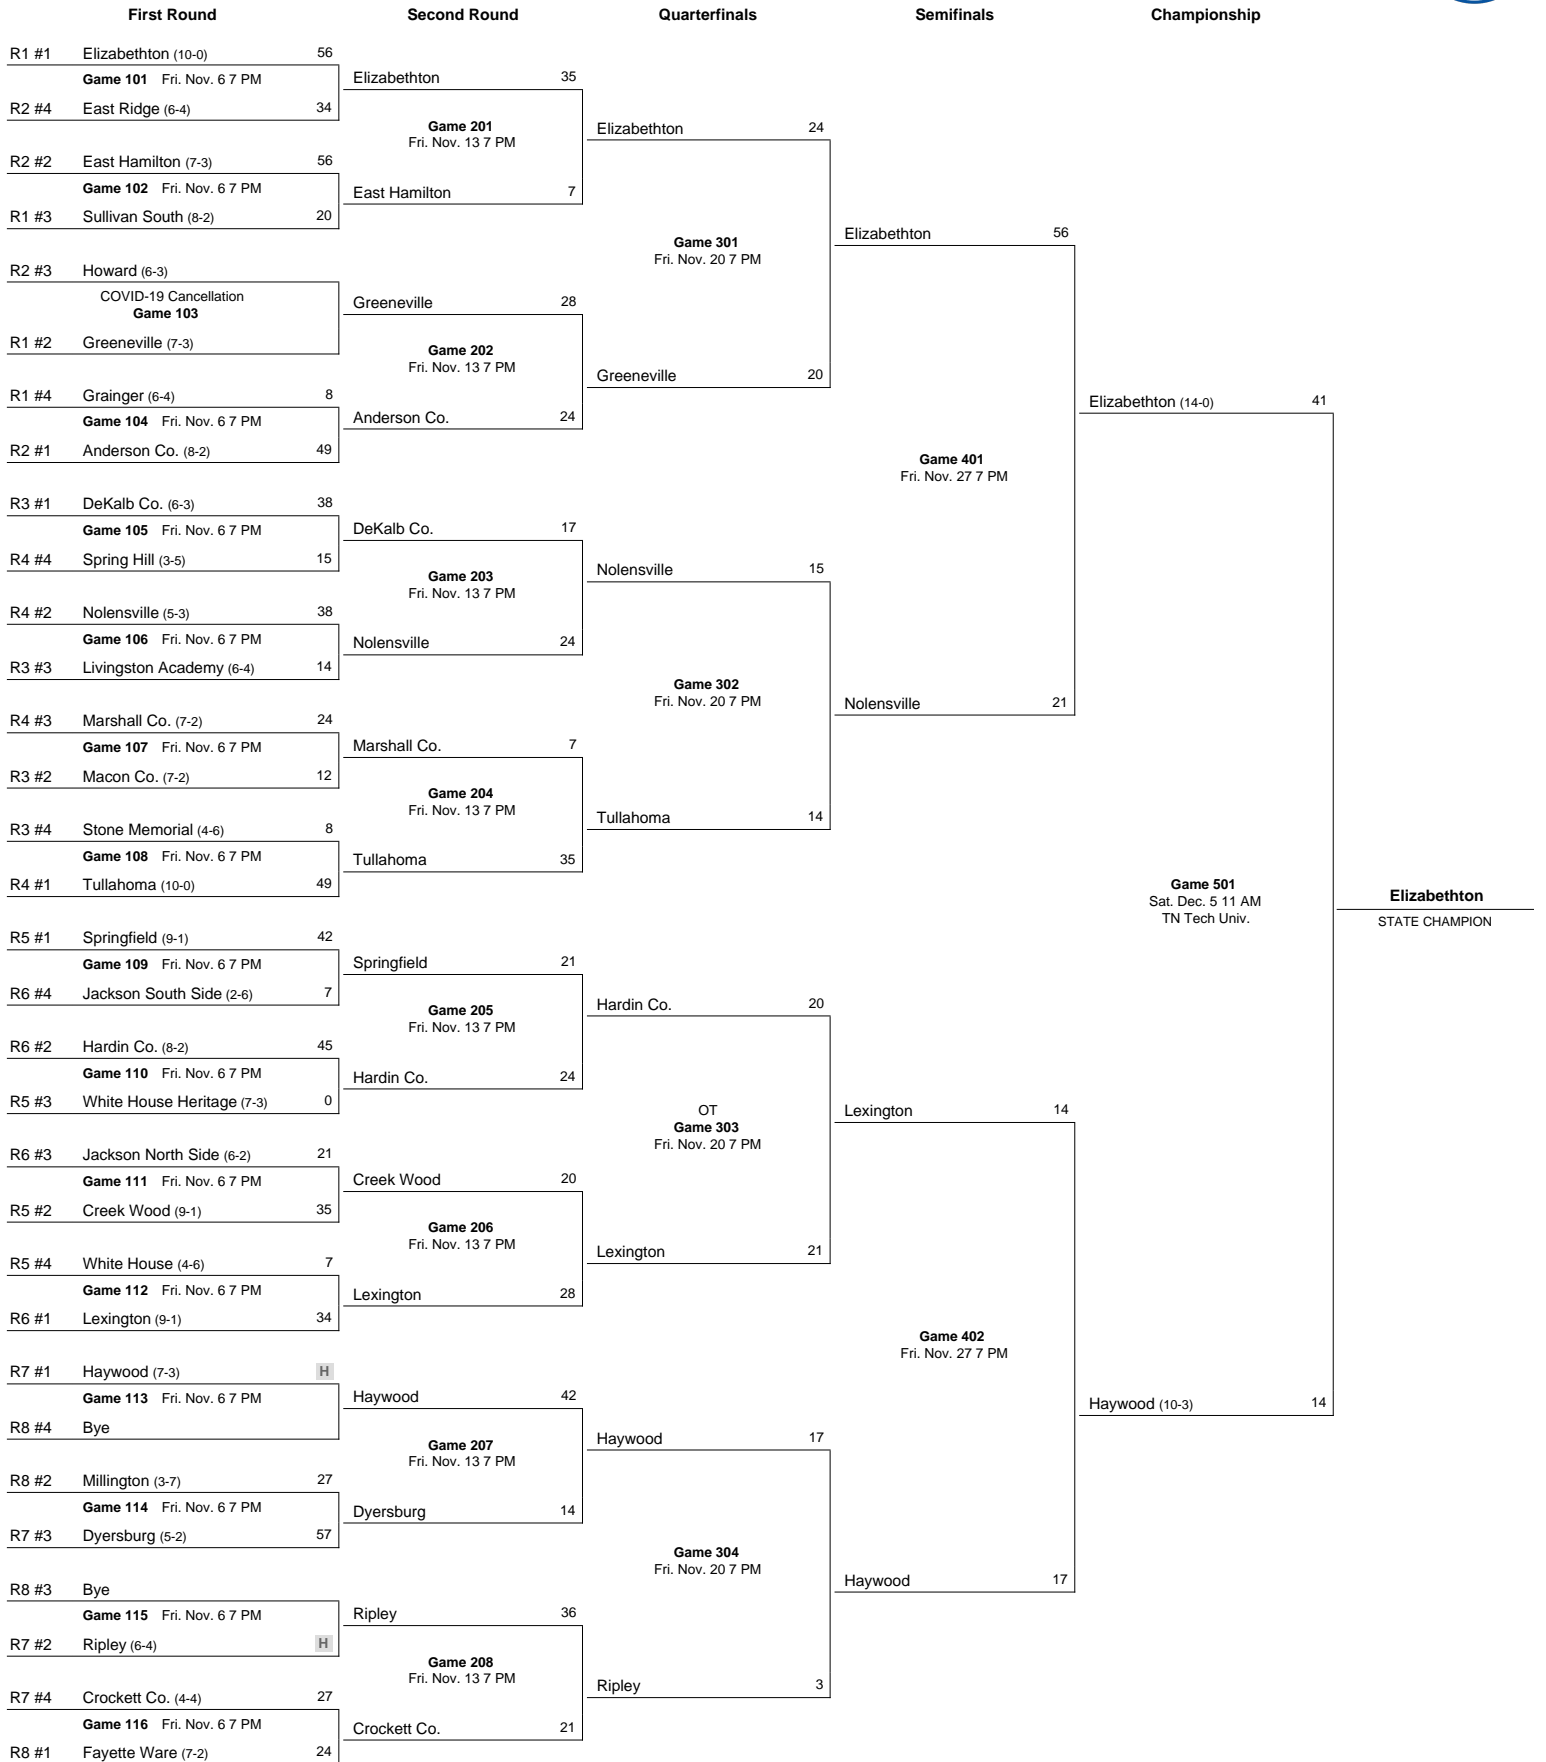 First Round
Second Round
Quarterfinals
Semifinals
Championship
R1 #1 Elizabethton (10-0) 56
Game 101 Fri. Nov. 6 7 PM
R2 #4 East Ridge (6-4) 34
R2 #2 East Hamilton (7-3) 56
Game 102 Fri. Nov. 6 7 PM
R1 #3 Sullivan South (8-2) 20
R2 #3 Howard (6-3)
COVID-19 Cancellation
Game 103
R1 #2 Greeneville (7-3)
R1 #4 Grainger (6-4) 8
Game 104 Fri. Nov. 6 7 PM
R2 #1 Anderson Co. (8-2) 49
R3 #1 DeKalb Co. (6-3) 38
Game 105 Fri. Nov. 6 7 PM
R4 #4 Spring Hill (3-5) 15
R4 #2 Nolensville (5-3) 38
Game 106 Fri. Nov. 6 7 PM
R3 #3 Livingston Academy (6-4) 14
R4 #3 Marshall Co. (7-2) 24
Game 107 Fri. Nov. 6 7 PM
R3 #2 Macon Co. (7-2) 12
R3 #4 Stone Memorial (4-6) 8
Game 108 Fri. Nov. 6 7 PM
R4 #1 Tullahoma (10-0) 49
R5 #1 Springfield (9-1) 42
Game 109 Fri. Nov. 6 7 PM
R6 #4 Jackson South Side (2-6) 7
R6 #2 Hardin Co. (8-2) 45
Game 110 Fri. Nov. 6 7 PM
R5 #3 White House Heritage (7-3) 0
R6 #3 Jackson North Side (6-2) 21
Game 111 Fri. Nov. 6 7 PM
R5 #2 Creek Wood (9-1) 35
R5 #4 White House (4-6) 7
Game 112 Fri. Nov. 6 7 PM
R6 #1 Lexington (9-1) 34
R7 #1 Haywood (7-3) H
Game 113 Fri. Nov. 6 7 PM
R8 #4 Bye
R8 #2 Millington (3-7) 27
Game 114 Fri. Nov. 6 7 PM
R7 #3 Dyersburg (5-2) 57
R8 #3 Bye
Game 115 Fri. Nov. 6 7 PM
R7 #2 Ripley (6-4) H
R7 #4 Crockett Co. (4-4) 27
Game 116 Fri. Nov. 6 7 PM
R8 #1 Fayette Ware (7-2) 24
Elizabethton 35
Game 201
Fri. Nov. 13 7 PM
East Hamilton 7
Greeneville 28
Game 202
Fri. Nov. 13 7 PM
Anderson Co. 24
DeKalb Co. 17
Game 203
Fri. Nov. 13 7 PM
Nolensville 24
Marshall Co. 7
Game 204
Fri. Nov. 13 7 PM
Tullahoma 35
Springfield 21
Game 205
Fri. Nov. 13 7 PM
Hardin Co. 24
Creek Wood 20
Game 206
Fri. Nov. 13 7 PM
Lexington 28
Haywood 42
Game 207
Fri. Nov. 13 7 PM
Dyersburg 14
Ripley 36
Game 208
Fri. Nov. 13 7 PM
Crockett Co. 21
Elizabethton 24
Game 301
Fri. Nov. 20 7 PM
Greeneville 20
Nolensville 15
Game 302
Fri. Nov. 20 7 PM
Tullahoma 14
Hardin Co. 20
OT
Game 303
Fri. Nov. 20 7 PM
Lexington 21
Haywood 17
Game 304
Fri. Nov. 20 7 PM
Ripley 3
Elizabethton 56
Game 401
Fri. Nov. 27 7 PM
Nolensville 21
Lexington 14
Game 402
Fri. Nov. 27 7 PM
Haywood 17
Elizabethton (14-0) 41
Game 501
Sat. Dec. 5 11 AM
TN Tech Univ.
Haywood (10-3) 14
Elizabethton
STATE CHAMPION